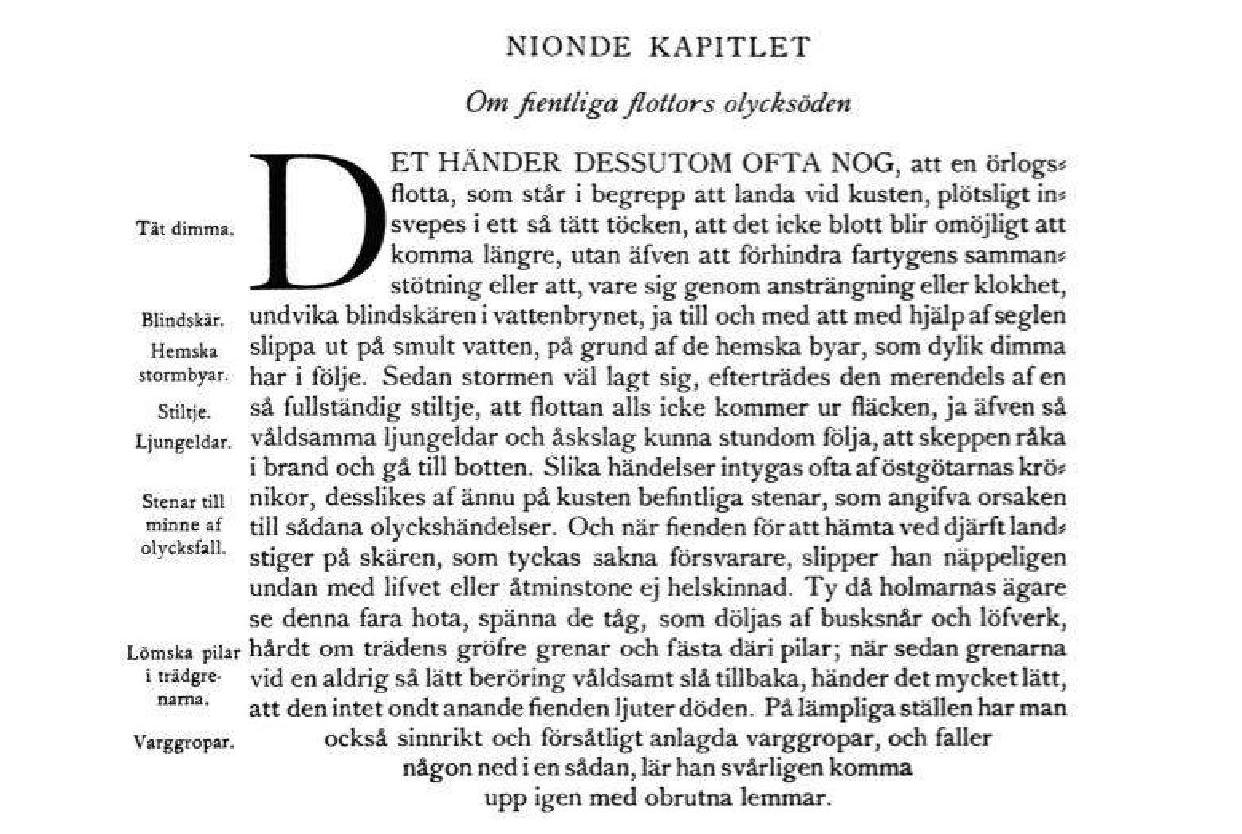 NIONDE KAPITLET
Om fientliga flottors olycksöden
DET HÄNDER DESSUTOM OFTA NOG, att en örlogs-
flotta, som står i begrepp att landa vid kusten, plötsligt in-
Tät dimma.
svepes i ett så tätt töcken, att det icke blott blir omöjligt att
komma längre, utan äfven att förhindra fartygens samman-
stötning eller att, vare sig genom ansträngning eller klokhet,
Blindskär.
undvika blindskären i vattenbrynet, ja till och med att med hjälp af seglen
Hemska
slippa ut på smult vatten, på grund af de hemska byar, som dylik dimma
stormbyar.
har i följe. Sedan stormen väl lagt sig, efterträdes den merendels af en
Stiltje.
så fullständig stiltje, att flottan alls icke kommer ur fläcken, ja äfven så
Ljungeldar.
våldsamma ljungeldar och åskslag kunna stundom följa, att skeppen råka
i brand och gå till botten. Slika händelser intygas ofta af östgötarnas krö-
Stenar till
nikor, desslikes af ännu på kusten befintliga stenar, som angifva orsaken
minne af
till sådana olyckshändelser. Och när fienden för att hämta ved djärft land-
olycksfall.
stiger på skären, som tyckas sakna försvarare, slipper han näppeligen
undan med lifvet eller åtminstone ej helskinnad. Ty då holmarnas ägare
se denna fara hota, spänna de tåg, som döljas af busksnår och löfverk,
Lömska pilar
hårdt om trädens gröfre grenar och fästa däri pilar; när sedan grenarna
i trädgre-
vid en aldrig så lätt beröring våldsamt slå tillbaka, händer det mycket lätt,
narna.
att den intet ondt anande fienden ljuter döden. På lämpliga ställen har man
Varggropar.
också sinnrikt och försåtligt anlagda varggropar, och faller
någon ned i en sådan, lär han svårligen komma
upp igen med obrutna lemmar.